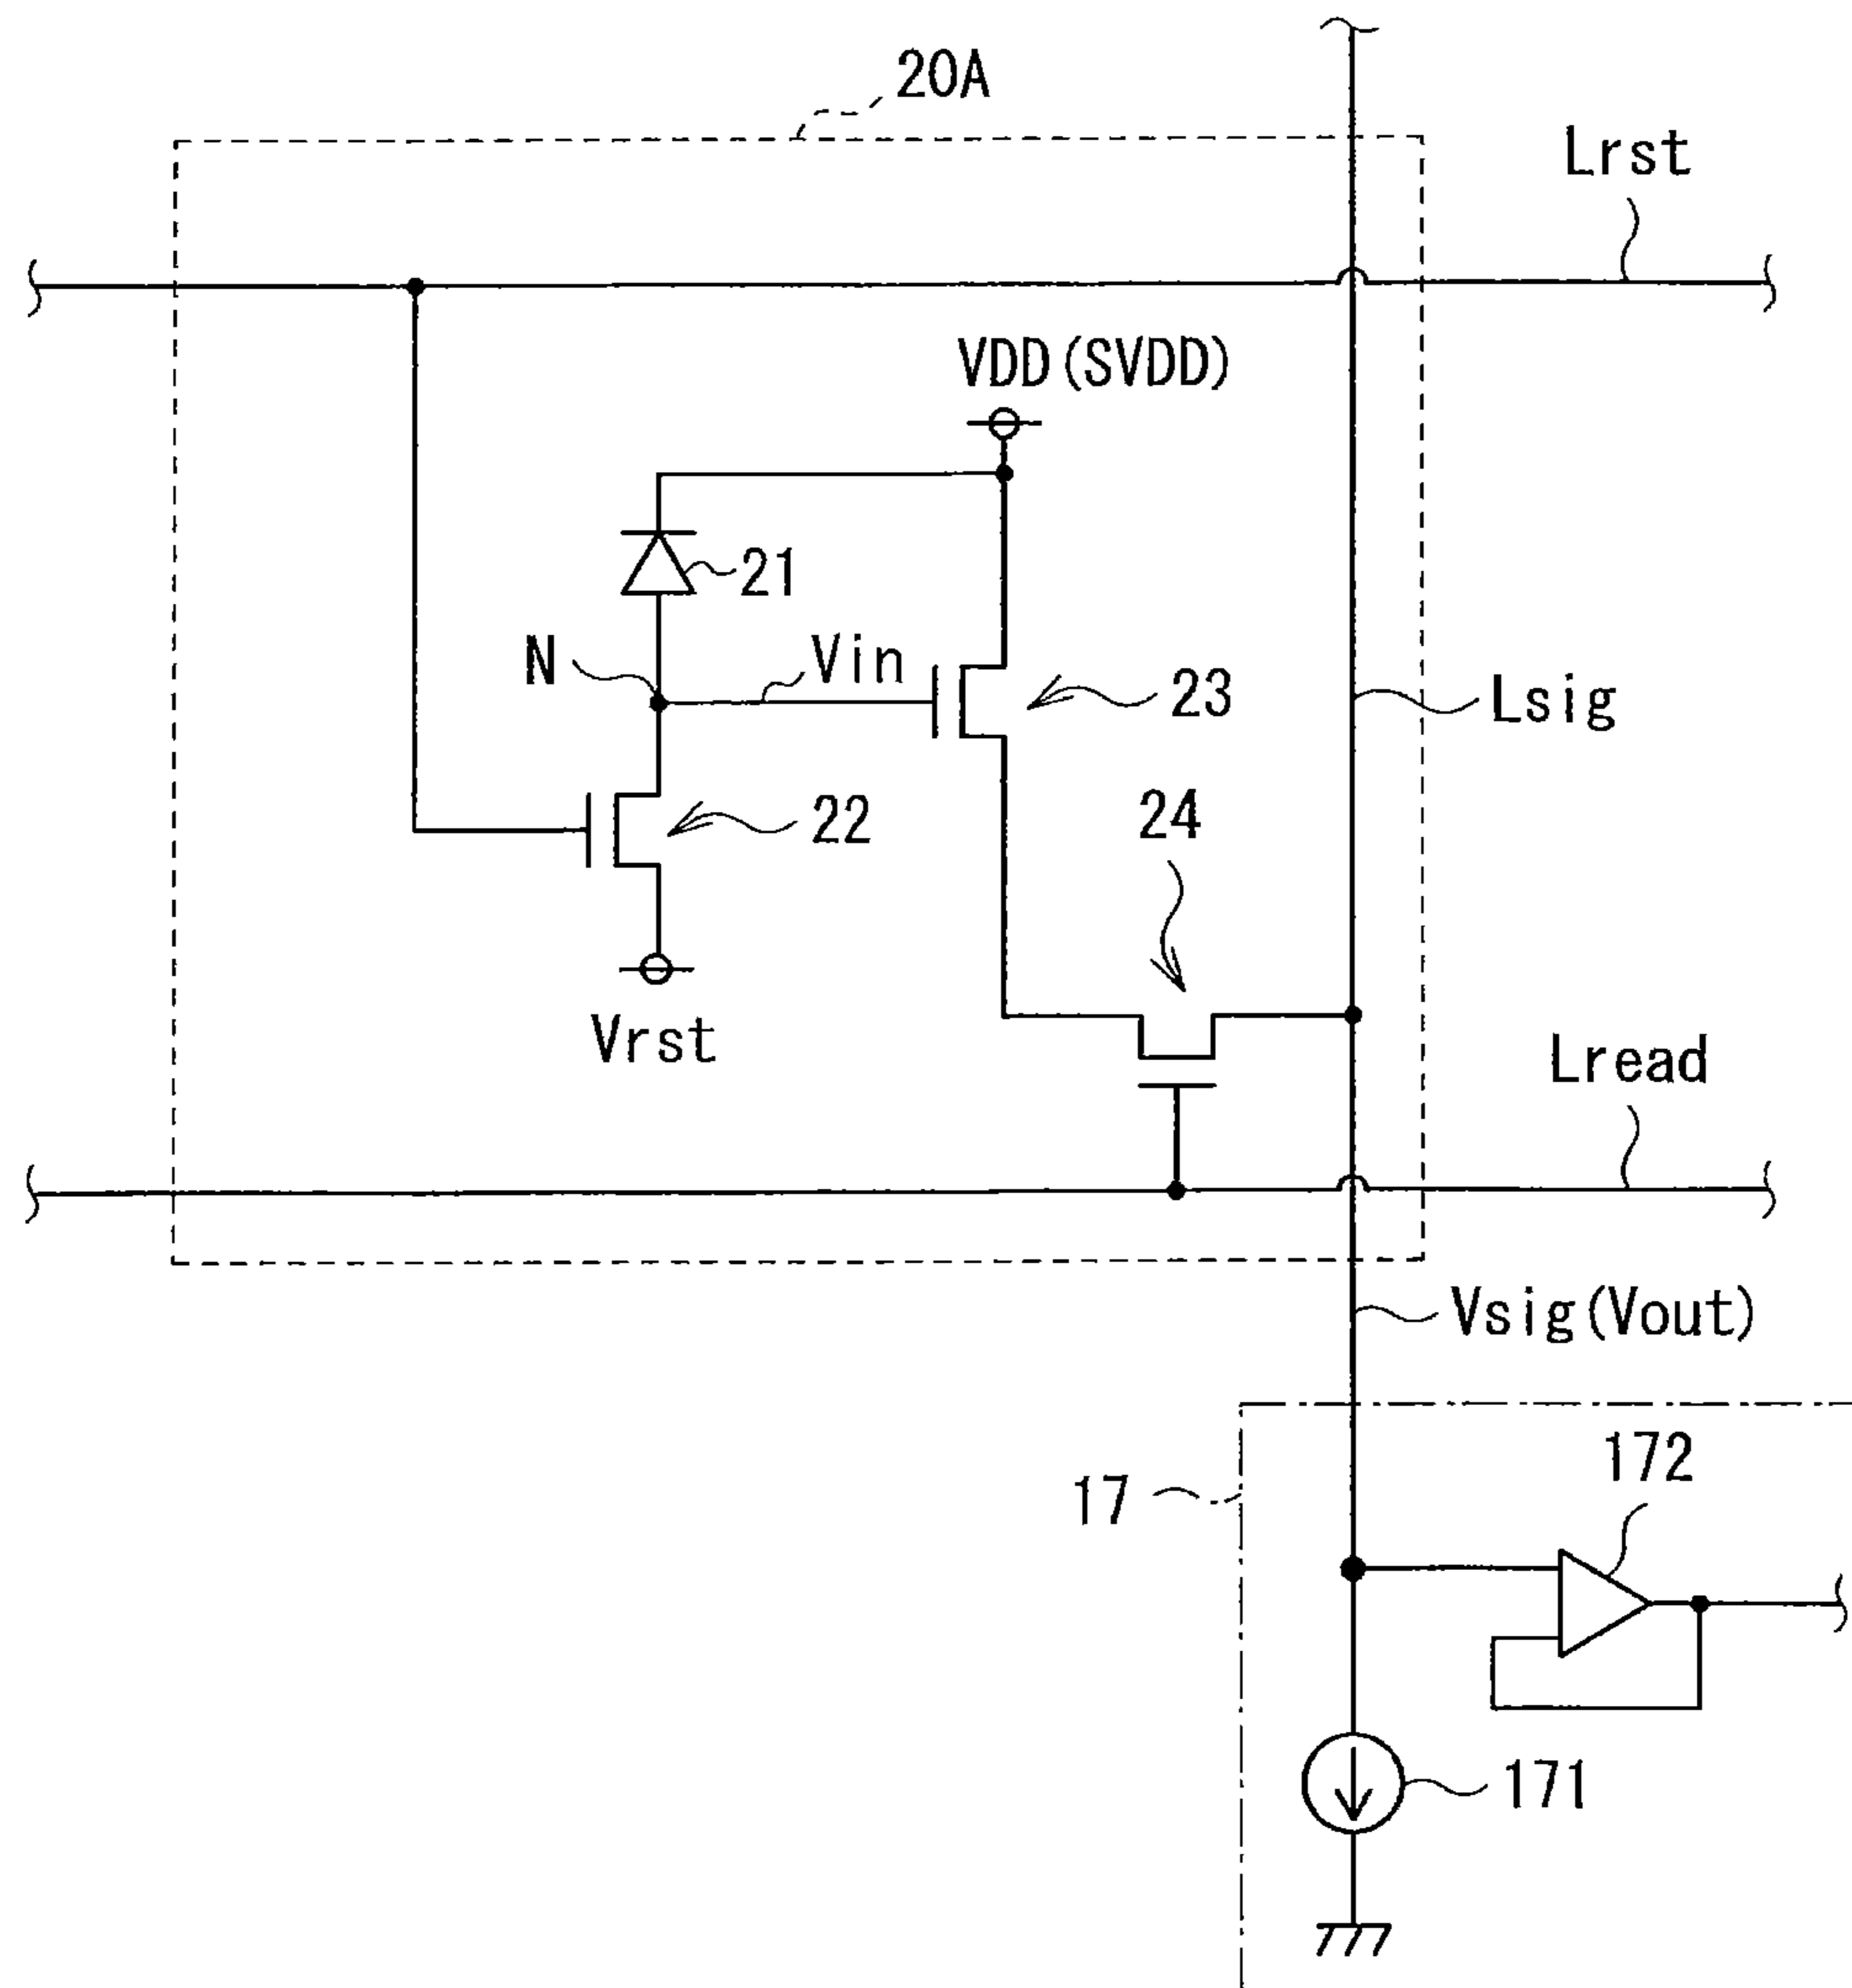 20A
Lrst
VDD(SVDD)
21
N
Vin
23
Lsig
22
24
Vrst
Lread
Vsig(Vout)
172
17
171